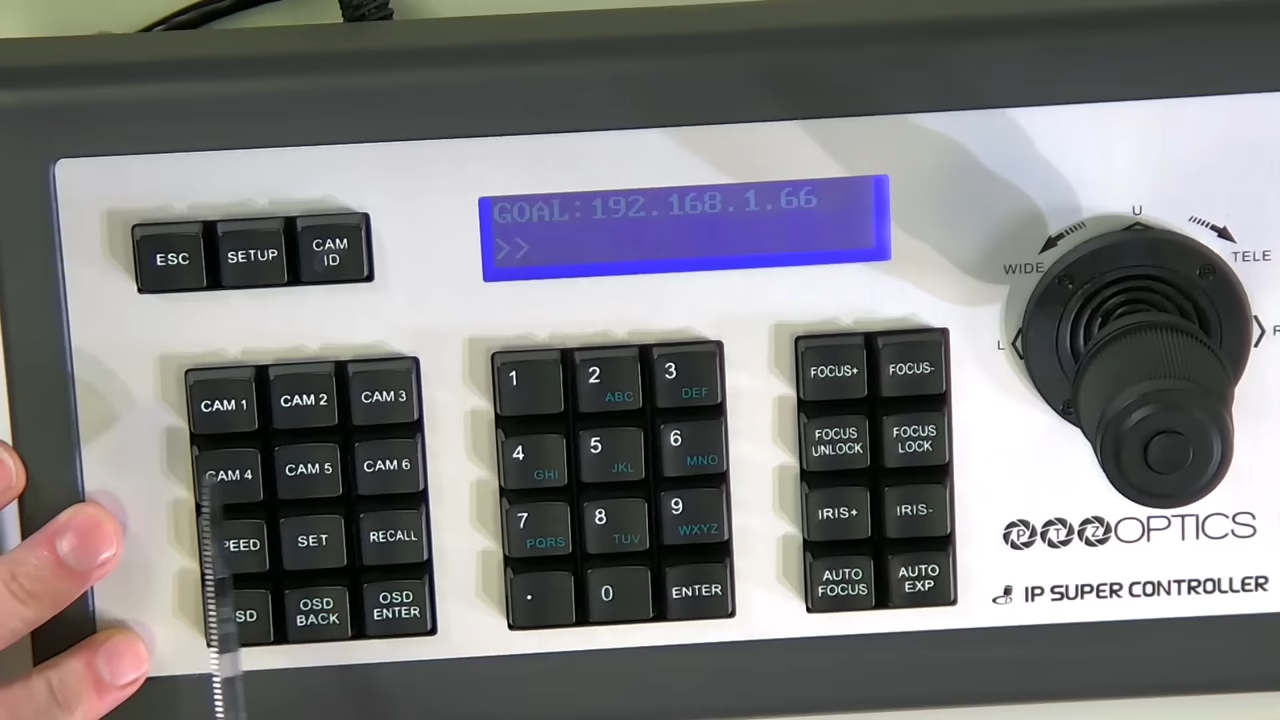 GOAL:192.168.1.66
>>
ESC SETUP CAM ID
U
WIDE TELE
L R
CAM 1 CAM 2 CAM 3
CAM 4 CAM 5 CAM 6
PEED SET RECALL
SD OSD BACK OSD ENTER
1 2 ABC 3 DEF
4 GHI 5 JKL 6 MNO
7 PQRS 8 TUV 9 WXYZ
. 0 ENTER
FOCUS+ FOCUS-
FOCUS UNLOCK FOCUS LOCK
IRIS+ IRIS-
AUTO FOCUS AUTO EXP
PTZOPTICS
IP SUPER CONTROLLER